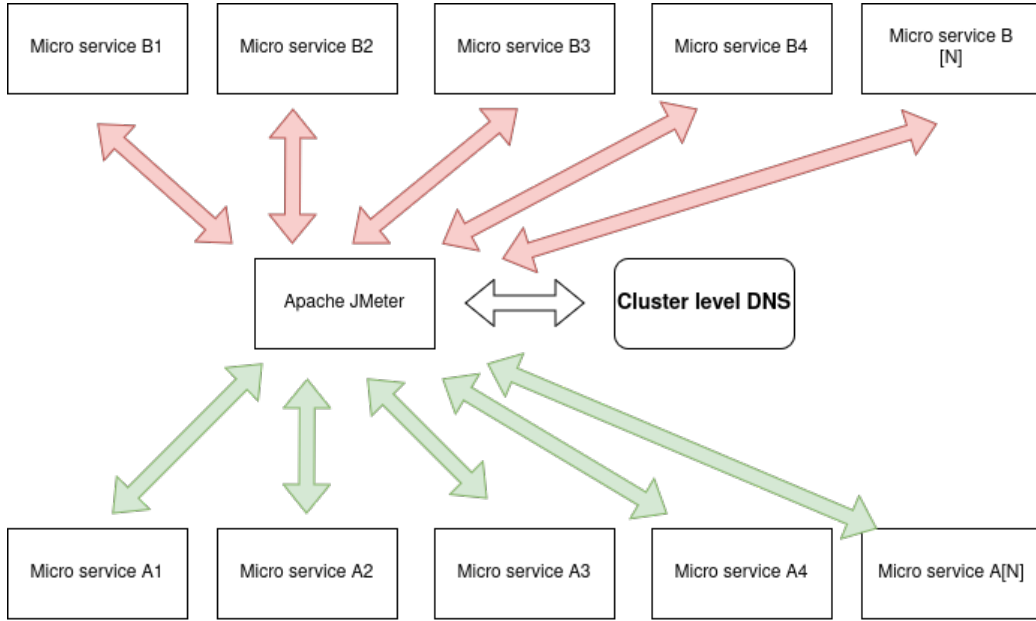 Micro service B1
Micro service B2
Micro service B3
Micro service B4
Micro service B
[N]
Apache JMeter
Cluster level DNS
Micro service A1
Micro service A2
Micro service A3
Micro service A4
Micro service A[N]